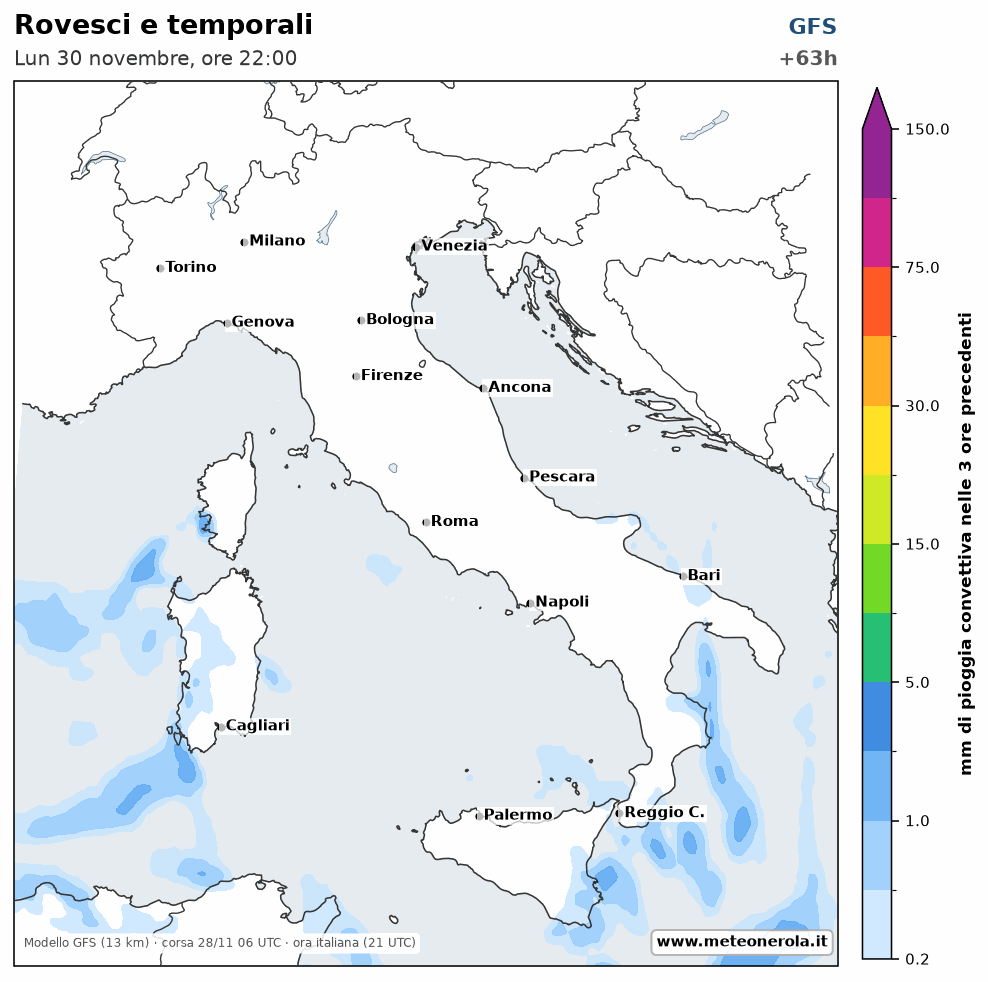 Rovesci e temporali
GFS
Lun 30 novembre, ore 22:00
+63h
150.0
75.0
30.0
15.0
5.0
1.0
0.2
mm di pioggia convettiva nelle 3 ore precedenti
Milano
Venezia
Torino
Genova
Bologna
Firenze
Ancona
Pescara
Roma
Bari
Napoli
Cagliari
Palermo
Reggio C.
Modello GFS (13 km) · corsa 28/11 06 UTC · ora italiana (21 UTC)
www.meteonerola.it